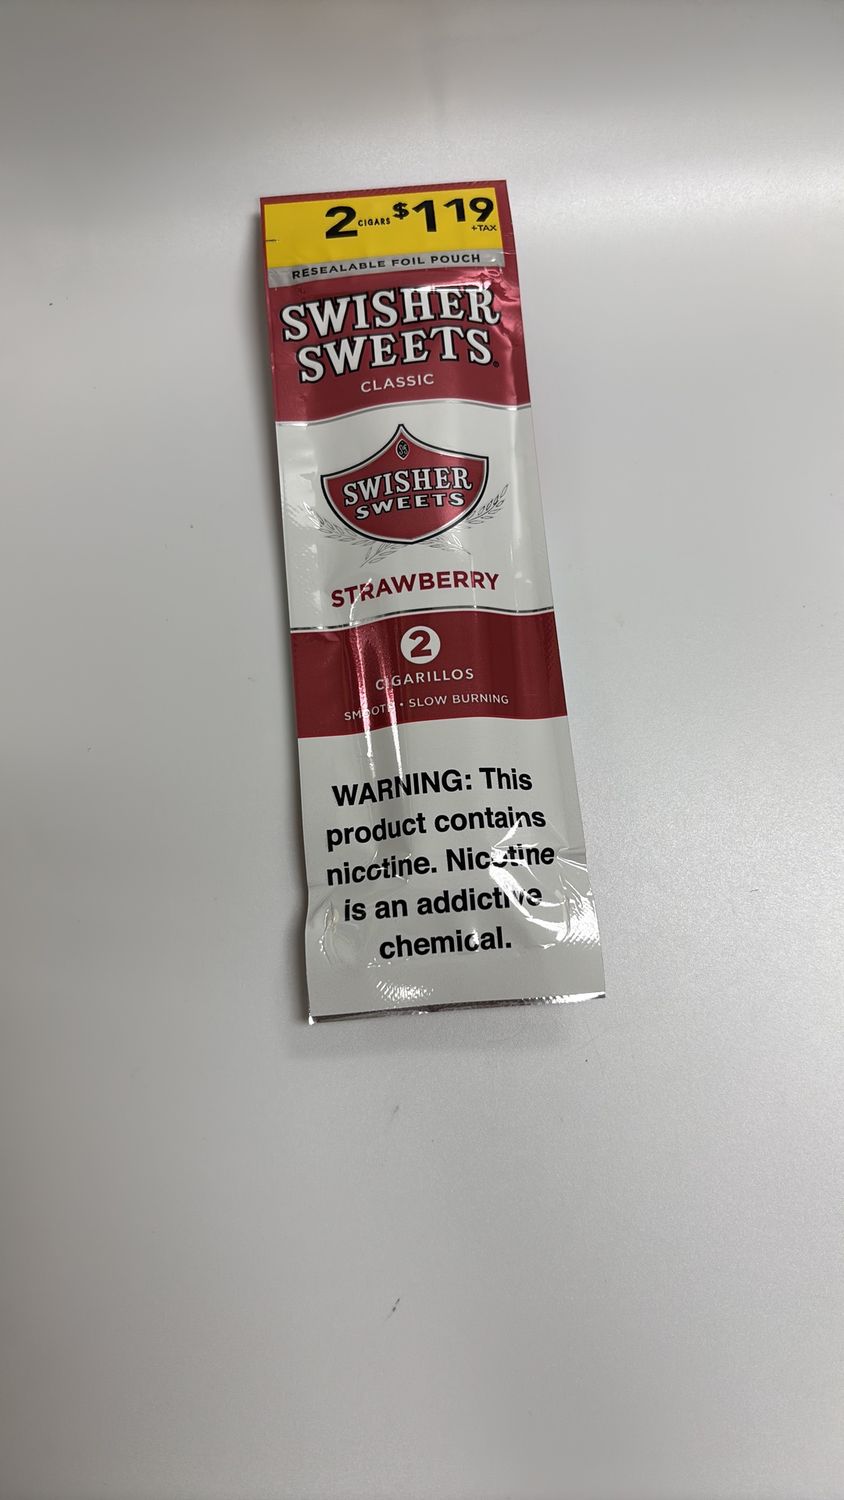 2 CIGARS $1 19
+TAX
RESEALABLE FOIL POUCH
SWISHER
SWEETS
CLASSIC
SS
SWISHER
SWEETS
STRAWBERRY
2
CIGARILLOS
SMOOTH • SLOW BURNING
WARNING: This
product contains
nicotine. Nicotine
is an addictive
chemical.